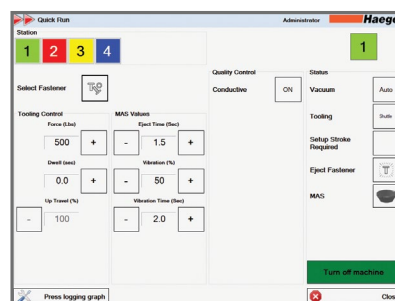 Quick Run
Administrator
Haege
Station
1 2 3 4
1
Select Fastener
Quality Control
Conductive ON
Status
Vacuum Auto
Tooling Shuttle
Setup Stroke
Required
Eject Fastener
MAS
Tooling Control
Force (Lbs)
500 +
Dwell (sec)
0.0 +
Up Travel (%)
- 100
MAS Values
Eject Time (Sec)
- 1.5 +
Vibration (%)
- 50 +
Vibration Time (Sec)
- 2.0 +
Turn off machine
Press logging graph
Clos